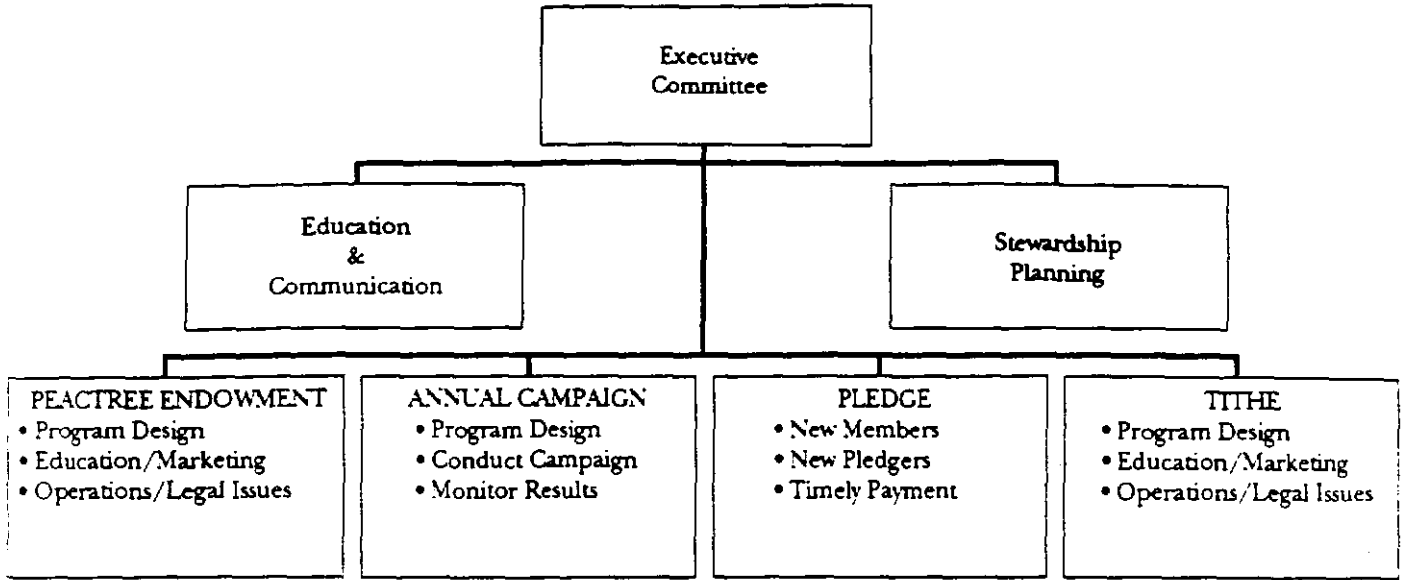 Executive
Committee
Education
&
Communication
Stewardship
Planning
PEACTREE ENDOWMENT
• Program Design
• Education/Marketing
• Operations/Legal Issues
ANNUAL CAMPAIGN
• Program Design
• Conduct Campaign
• Monitor Results
PLEDGE
• New Members
• New Pledgers
• Timely Payment
TITHE
• Program Design
• Education/Marketing
• Operations/Legal Issues